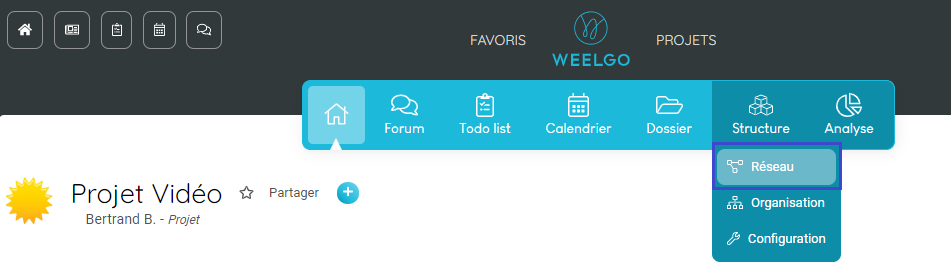 FAVORIS
WEELGO
PROJETS
Forum
Todo list
Calendrier
Dossier
Structure
Analyse
Réseau
Organisation
Configuration
Projet Vidéo
Partager
Bertrand B. - Projet